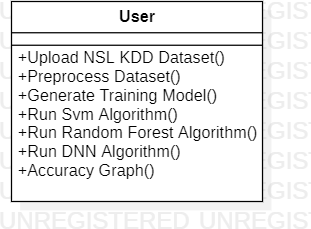 User
+Upload NSL KDD Dataset()
+Preprocess Dataset()
+Generate Training Model()
+Run Svm Algorithm()
+Run Random Forest Algorithm()
+Run DNN Algorithm()
+Accuracy Graph()
UNREGISTERED UNREGISTERED